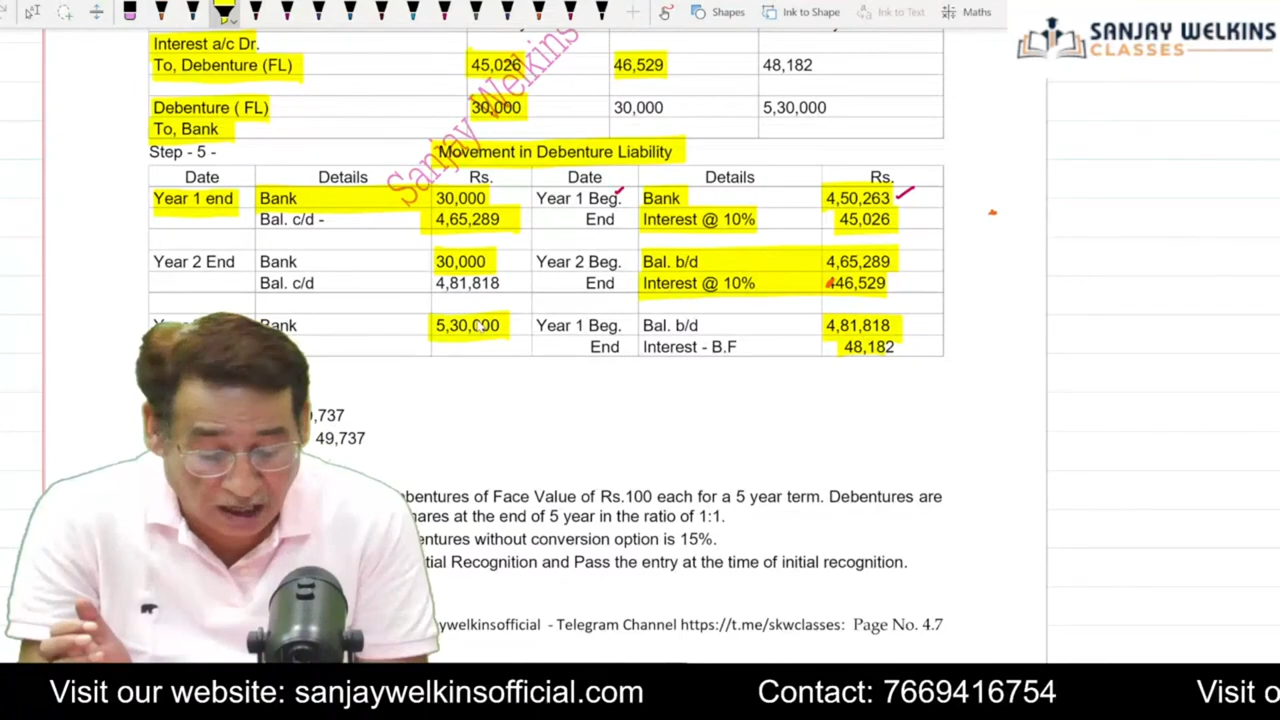 Shapes Ink to Shape Ink to Text Maths
SANJAY WELKINS
CLASSES
Interest a/c Dr.
To, Debenture (FL) 45,026 46,529 48,182
Debenture ( FL) 30,000 30,000 5,30,000
To, Bank
Step - 5 - Movement in Debenture Liability
Date Details Rs. Date Details Rs.
Year 1 end Bank 30,000 Year 1 Beg. Bank 4,50,263
Bal. c/d - 4,65,289 End Interest @ 10% 45,026
Year 2 End Bank 30,000 Year 2 Beg. Bal. b/d 4,65,289
Bal. c/d 4,81,818 End Interest @ 10% 446,529
Bank 5,30,000 Year 1 Beg. Bal. b/d 4,81,818
End Interest - B.F 48,182
Sanjay Welkins
,737
49,737
bentures of Face Value of Rs.100 each for a 5 year term. Debentures are
ares at the end of 5 year in the ratio of 1:1.
entures without conversion option is 15%.
tial Recognition and Pass the entry at the time of initial recognition.
ywelkinsofficial - Telegram Channel https://t.me/skwclasses: Page No. 4.7
Visit our website: sanjaywelkinsofficial.com Contact: 7669416754 Visit o